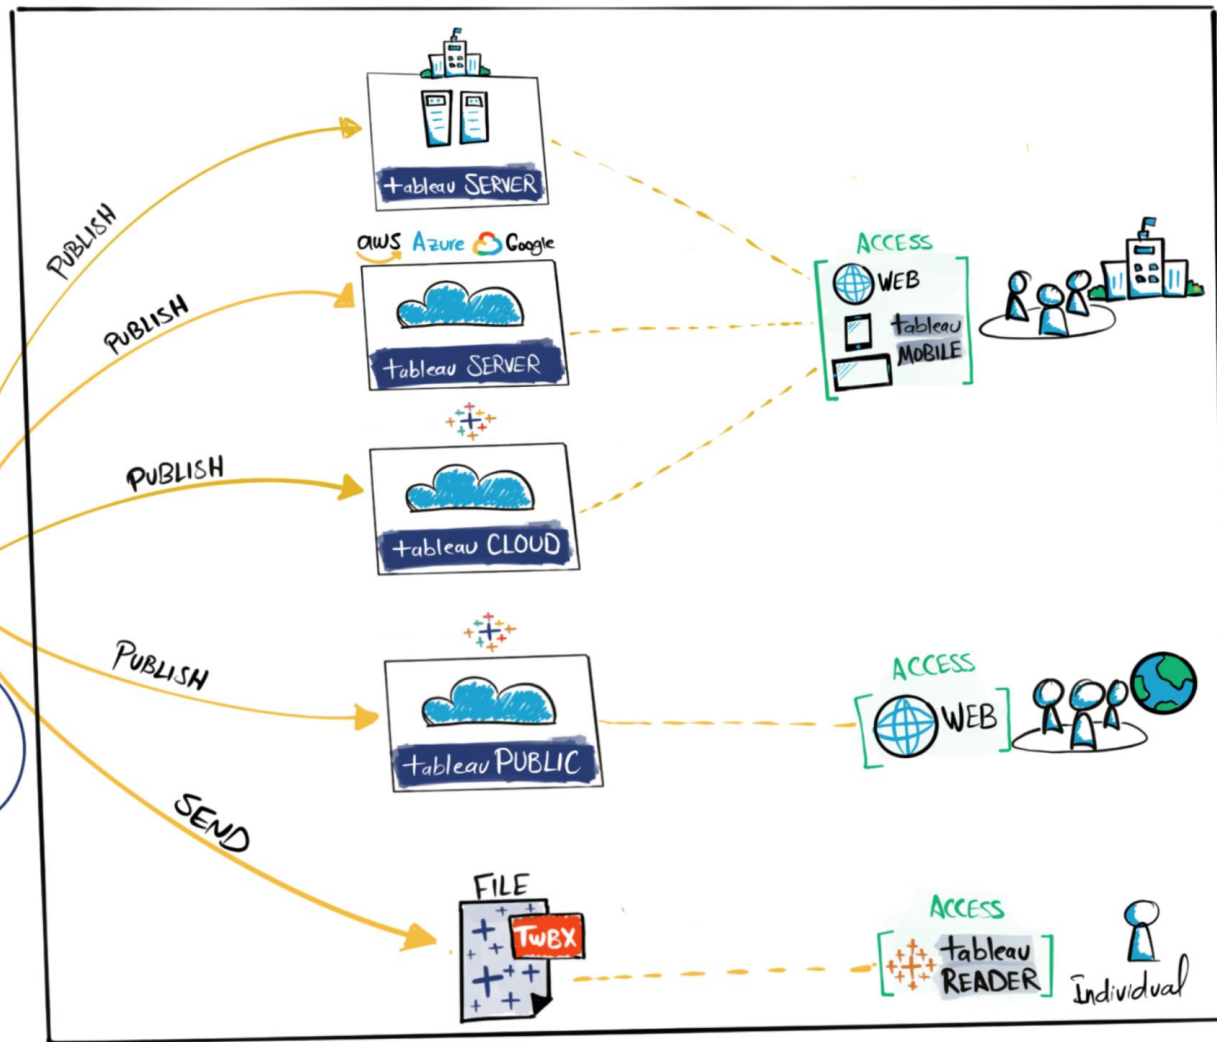 PUBLISH
tableau SERVER
aws Azure Google
PUBLISH
tableau SERVER
ACCESS
WEB
tableau
MOBILE
PUBLISH
tableau CLOUD
PUBLISH
tableau PUBLIC
ACCESS
WEB
SEND
FILE
TWBX
ACCESS
tableau
READER
Individual